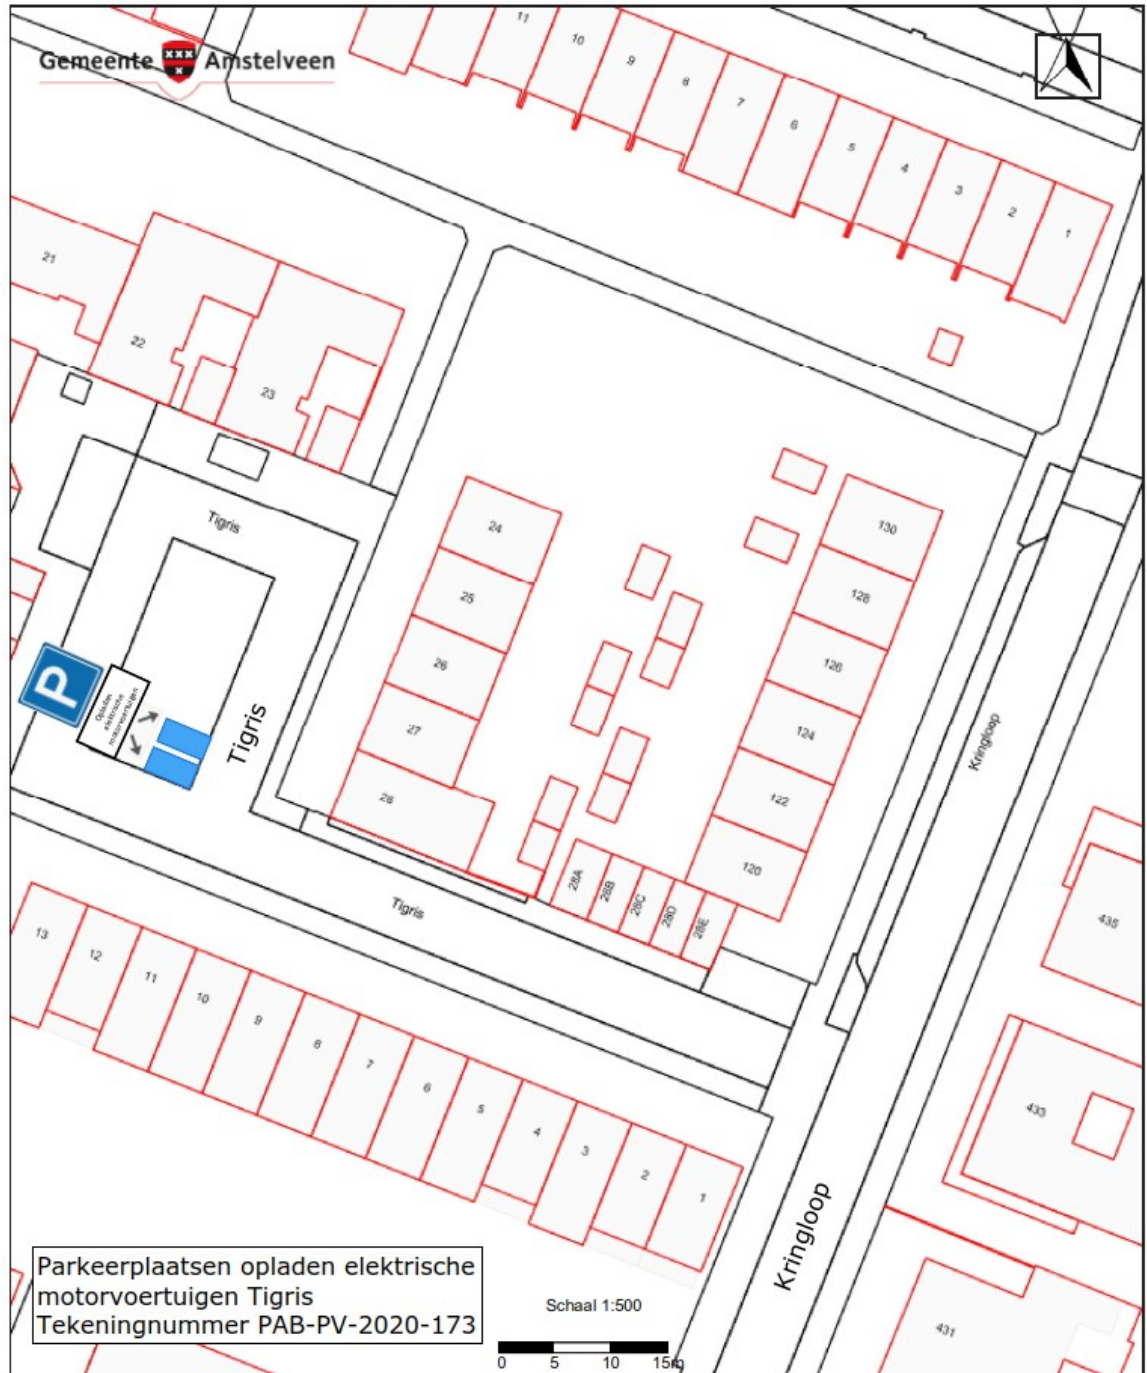 Gemeente Amstelveen
11
10
9
8
7
6
5
4
3
2
1
21
22
23
Tigris
24
25
26
27
28
130
128
126
124
122
120
28A
28B
28C
28D
28E
P
Opladen
elektrische
motorvoertuigen
Tigris
Tigris
Kringloop
435
433
431
13
12
11
10
9
8
7
6
5
4
3
2
1
Kringloop
Parkeerplaatsen opladen elektrische
motorvoertuigen Tigris
Tekeningnummer PAB-PV-2020-173
Schaal 1:500
0 5 10 15m